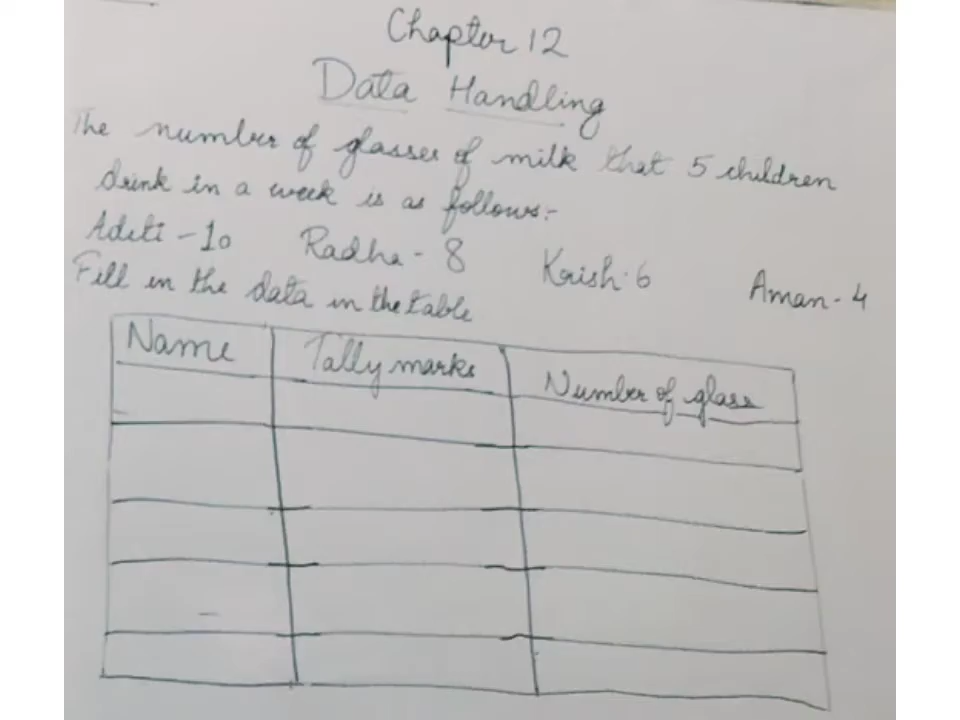 Chapter 12
Data Handling
The number of glasses of milk that 5 children
drink in a week is as follows:-
Aditi - 10 Radha - 8 Krish - 6 Aman - 4
Fill in the data in the table
Name Tally marks Number of glass